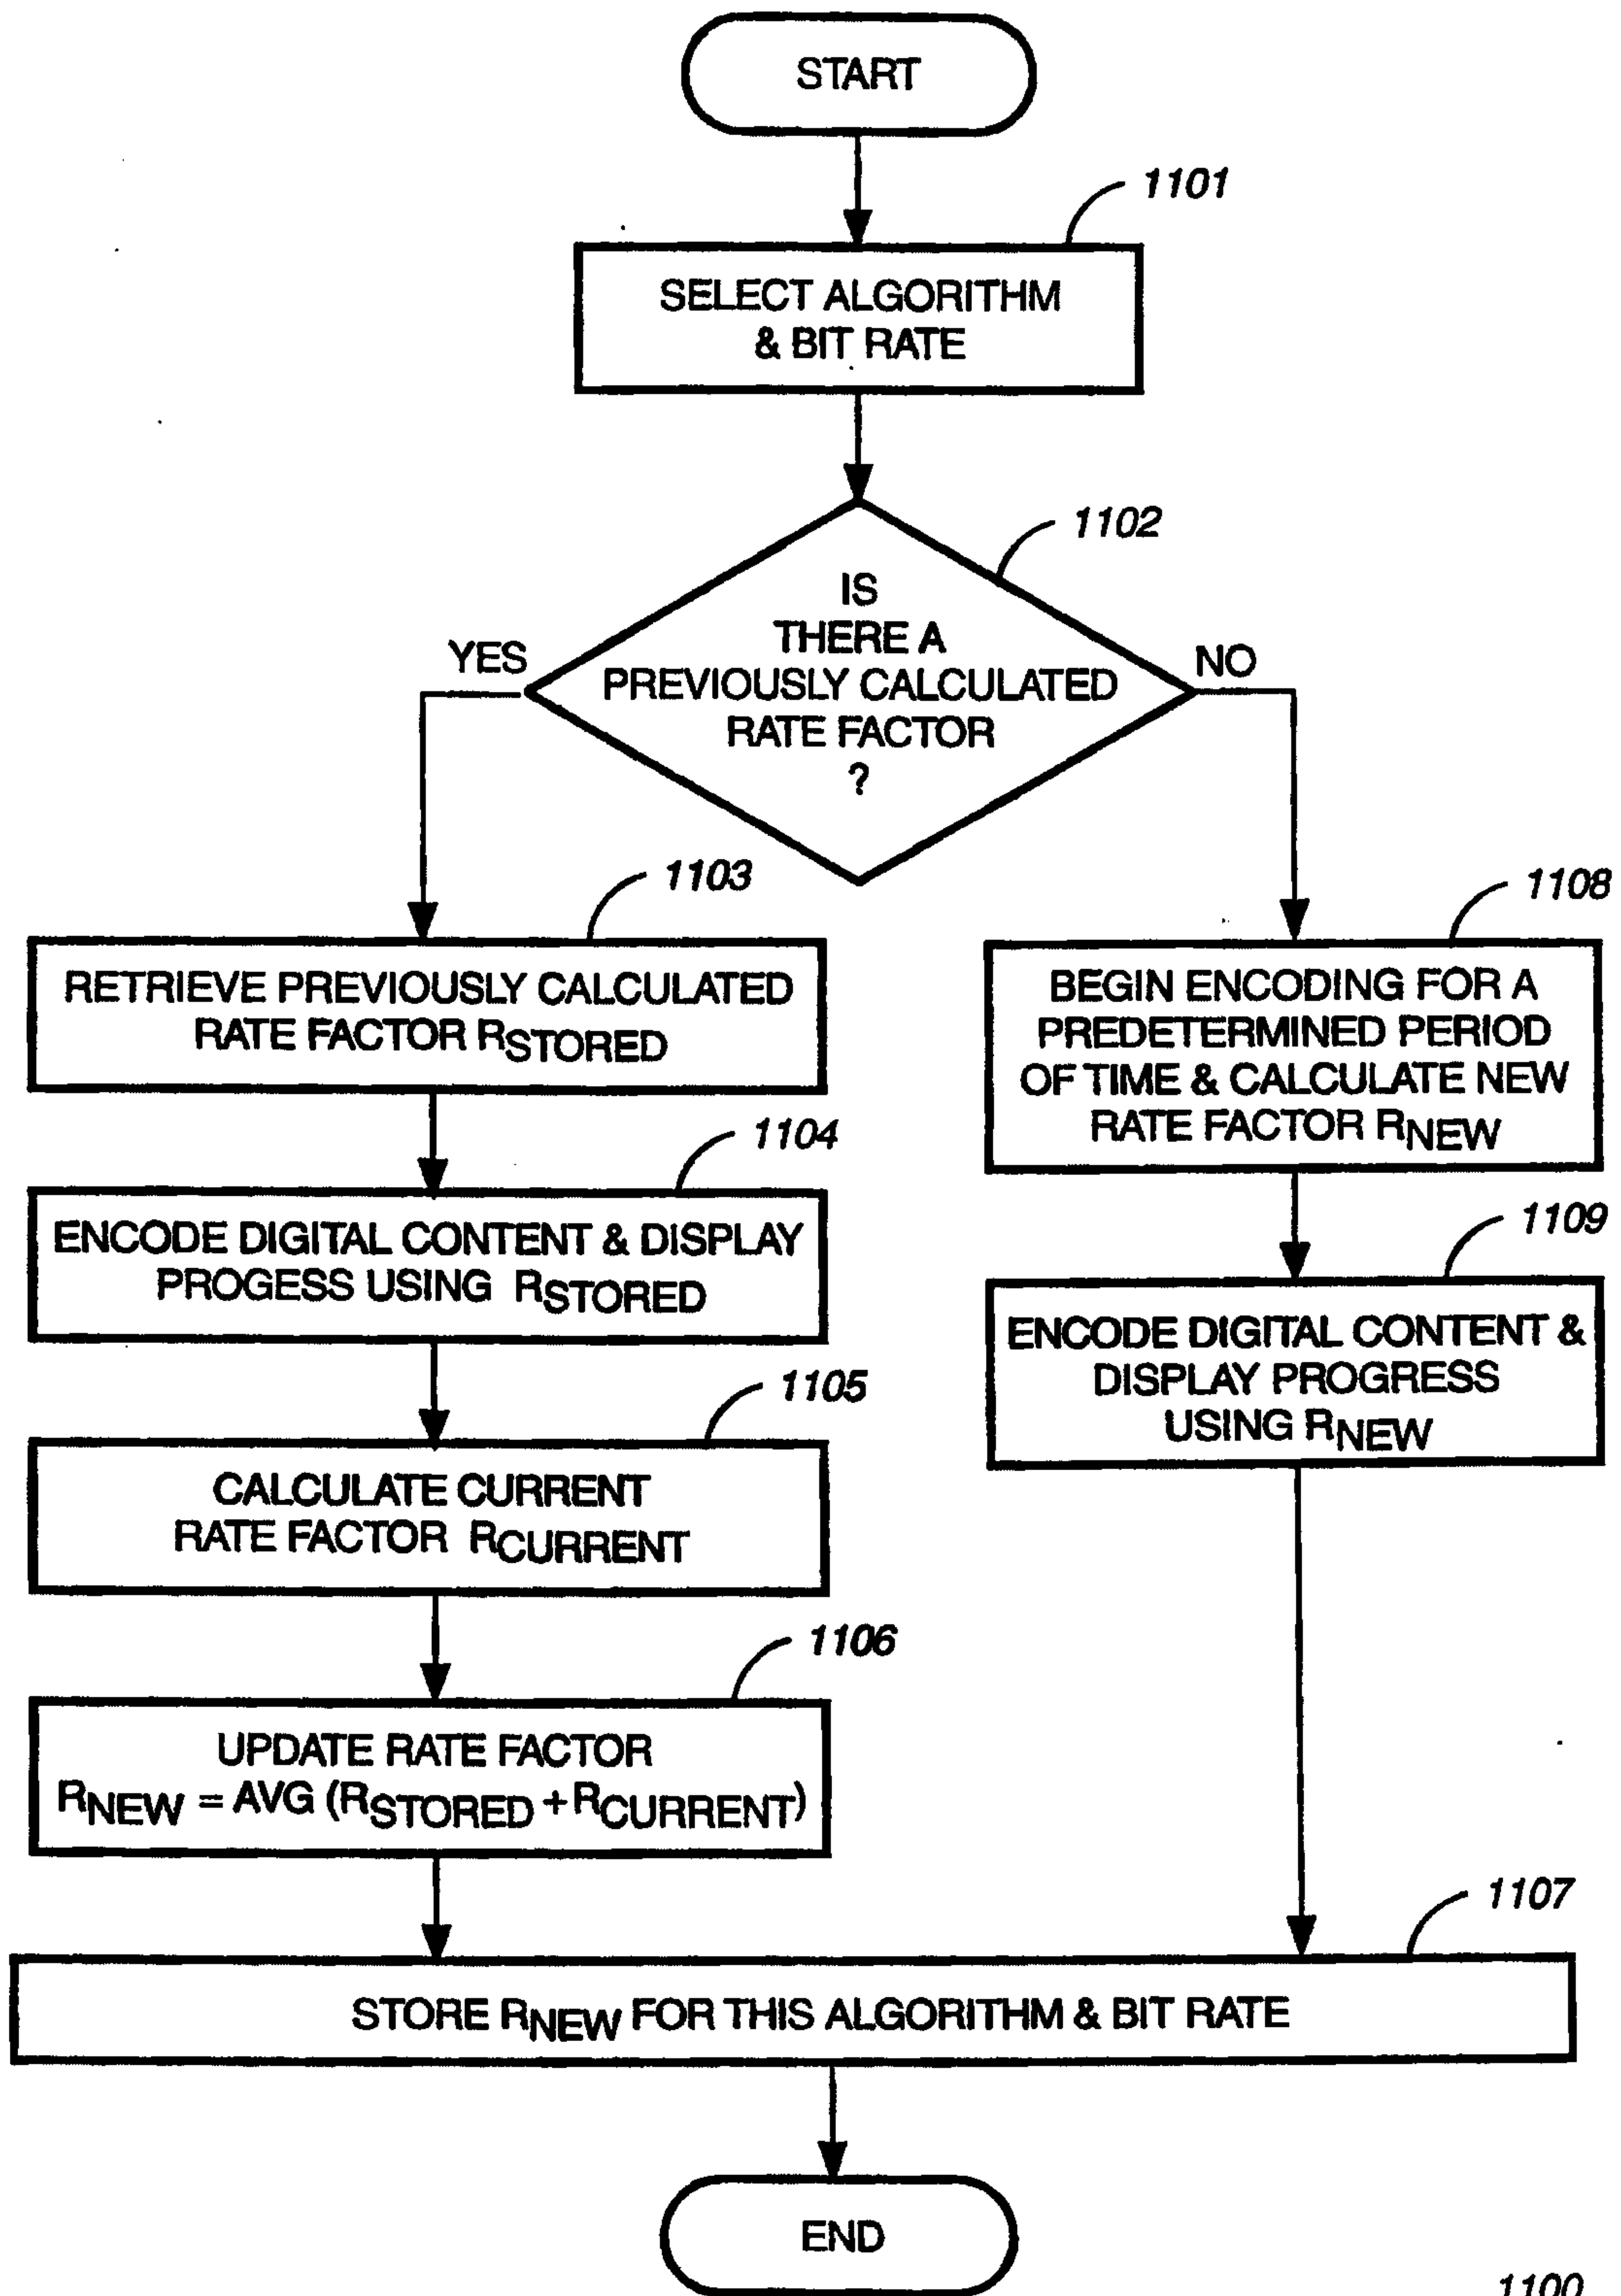 START
1101
SELECT ALGORITHM
& BIT RATE
1102
IS
THERE A
PREVIOUSLY CALCULATED
RATE FACTOR
?
YES
NO
1103
RETRIEVE PREVIOUSLY CALCULATED
RATE FACTOR RSTORED
1104
ENCODE DIGITAL CONTENT & DISPLAY
PROGESS USING RSTORED
1105
CALCULATE CURRENT
RATE FACTOR RCURRENT
1106
UPDATE RATE FACTOR
RNEW = AVG (RSTORED + RCURRENT)
1108
BEGIN ENCODING FOR A
PREDETERMINED PERIOD
OF TIME & CALCULATE NEW
RATE FACTOR RNEW
1109
ENCODE DIGITAL CONTENT &
DISPLAY PROGRESS
USING RNEW
1107
STORE RNEW FOR THIS ALGORITHM & BIT RATE
END
1100